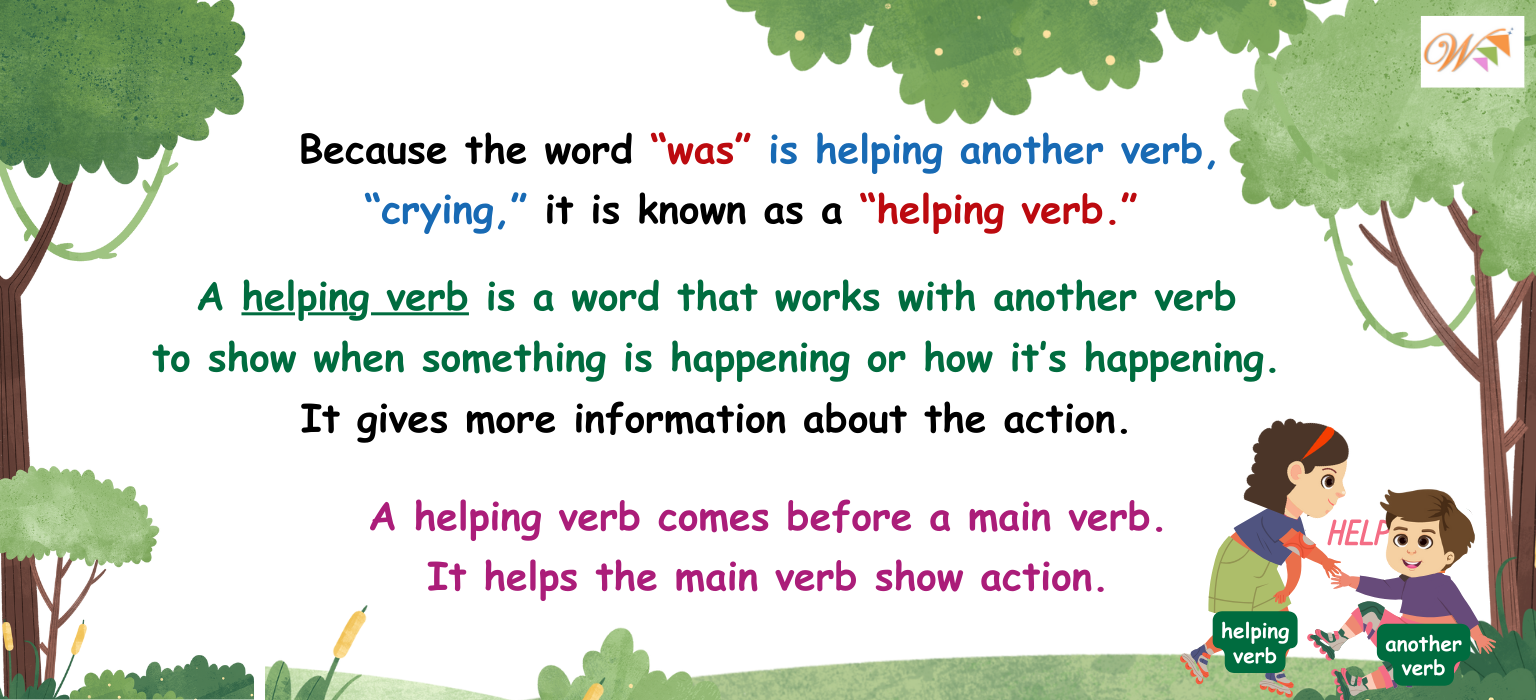 Because the word “was” is helping another verb,
“crying,” it is known as a “helping verb.”
A helping verb is a word that works with another verb
to show when something is happening or how it’s happening.
It gives more information about the action.
A helping verb comes before a main verb.
It helps the main verb show action.
HELP
helping
verb
another
verb
W